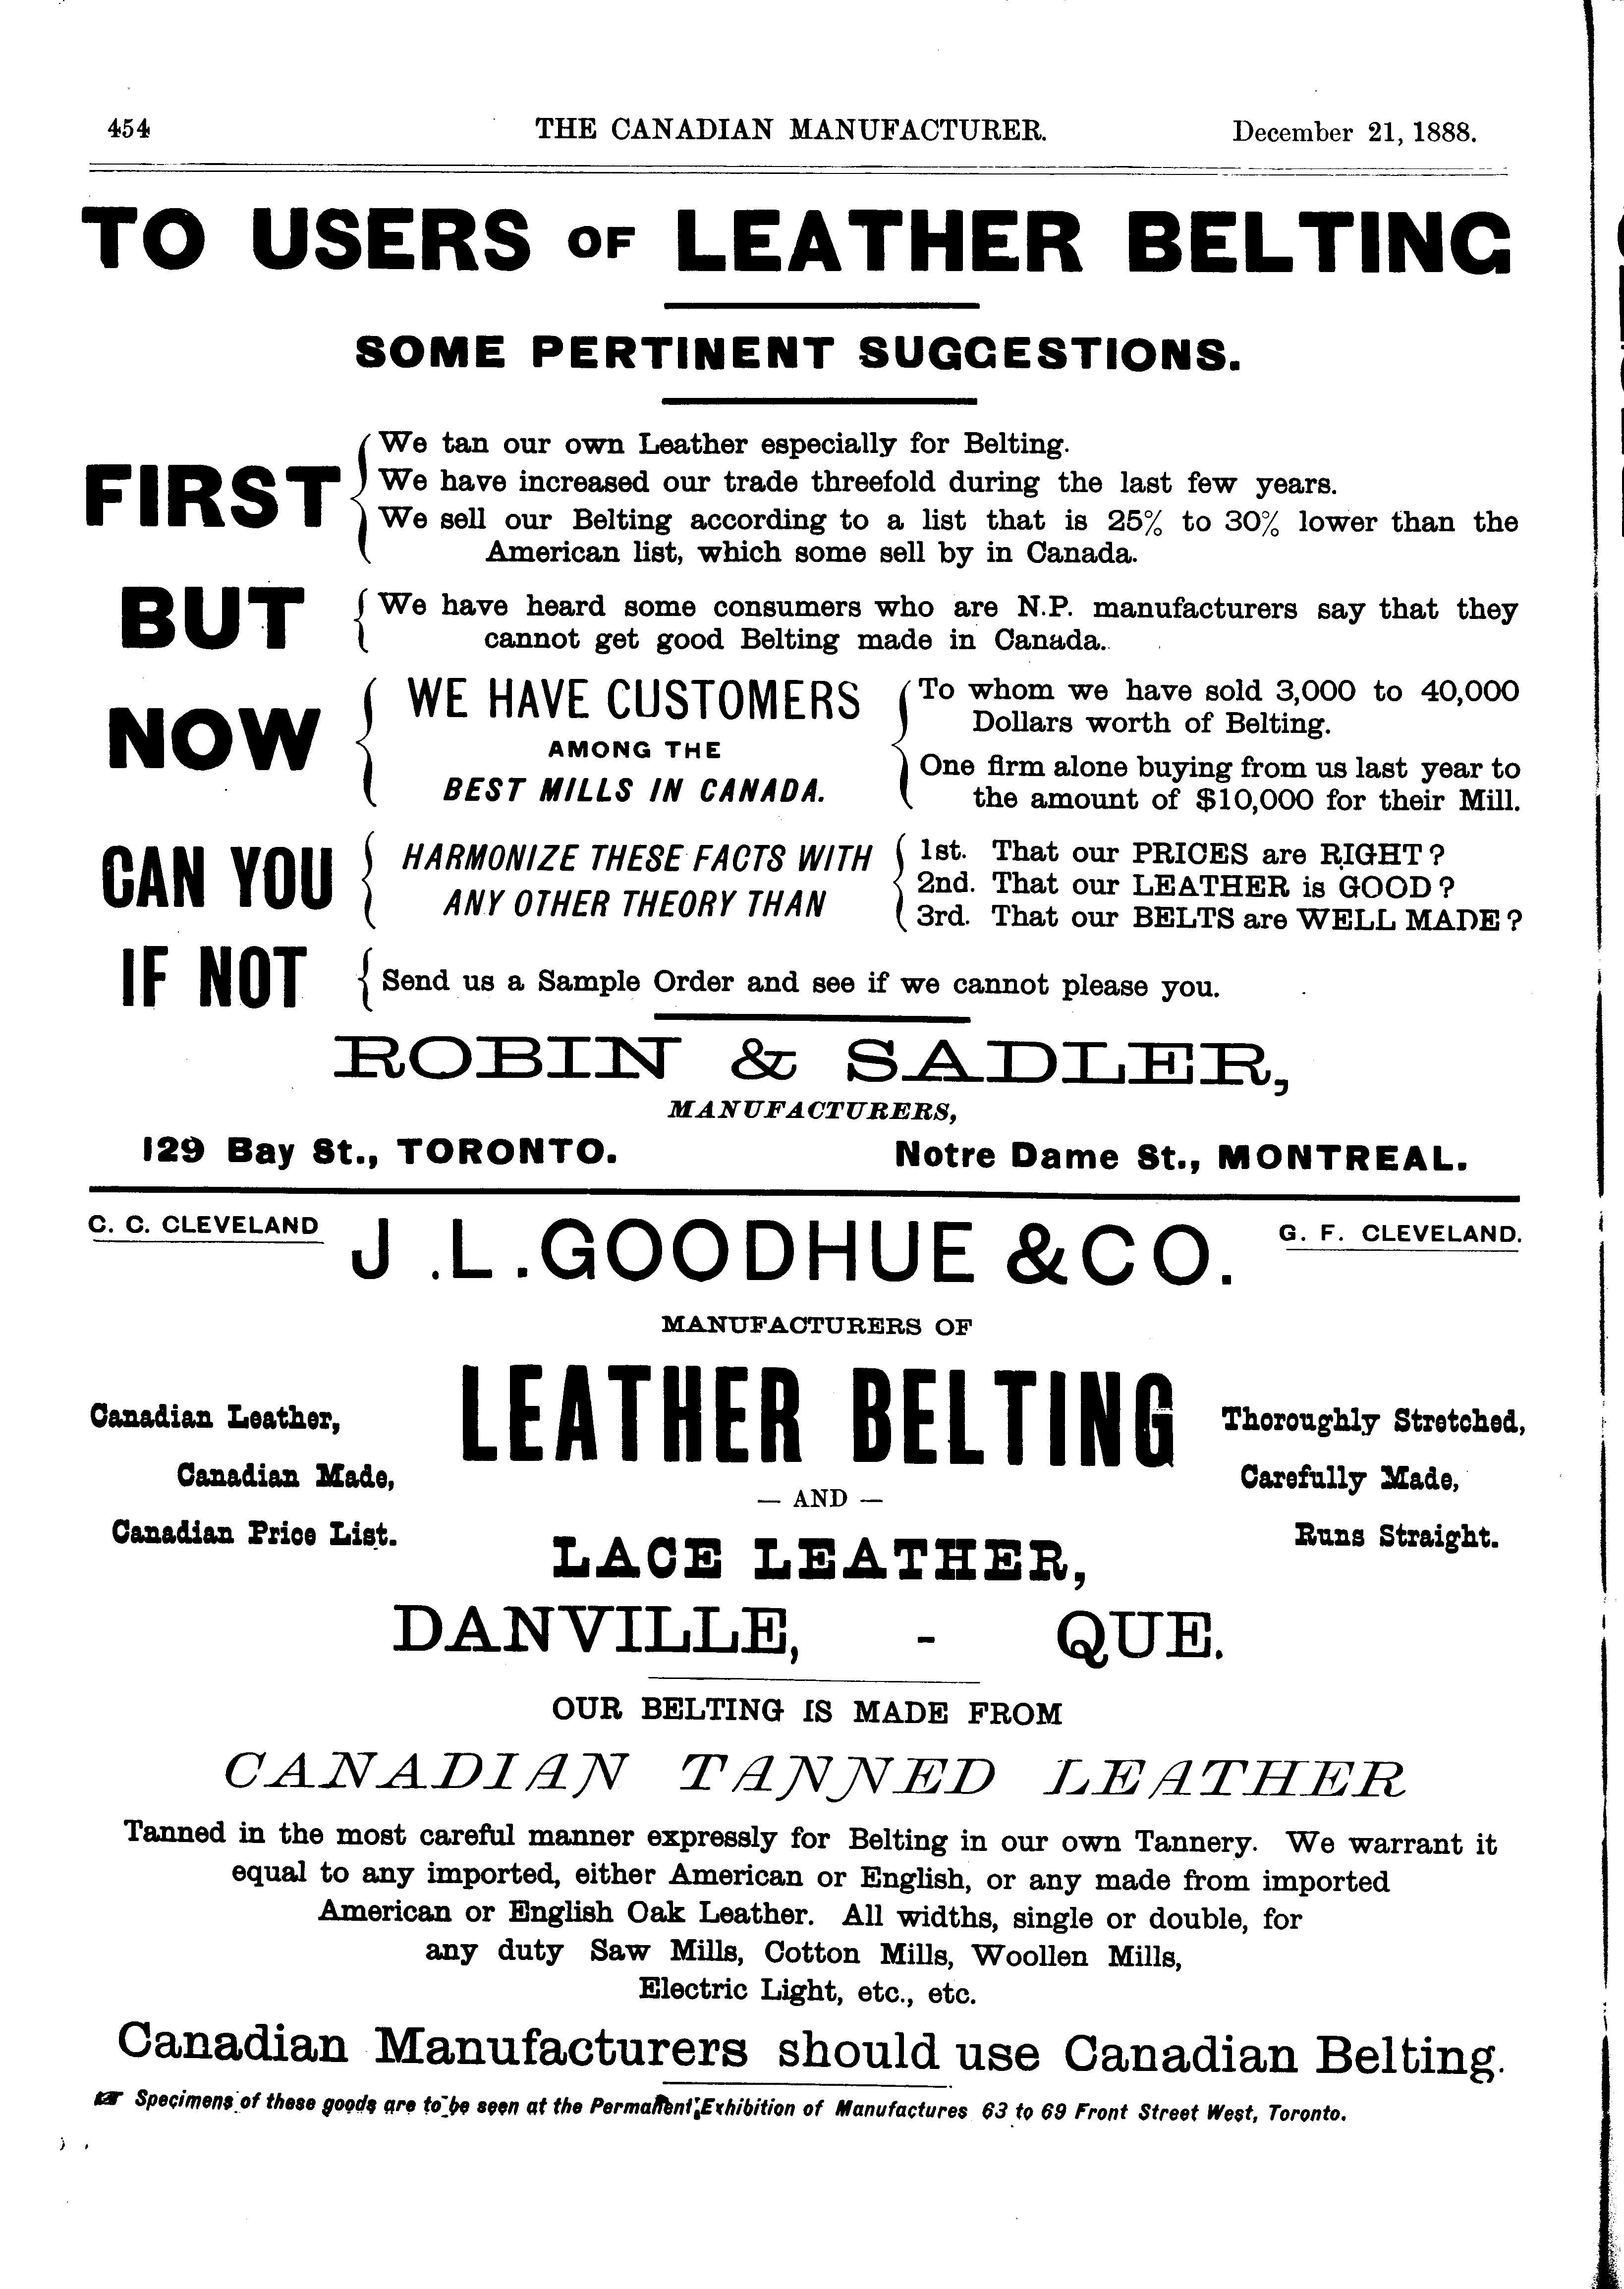 454 THE CANADIAN MANUFACTURER. December 21, 1888.
TO USERS OF LEATHER BELTING
SOME PERTINENT SUGGESTIONS.
FIRST
We tan our own Leather especially for Belting.
We have increased our trade threefold during the last few years.
We sell our Belting according to a list that is 25% to 30% lower than the
American list, which some sell by in Canada.
BUT
We have heard some consumers who are N.P. manufacturers say that they
cannot get good Belting made in Canada.
NOW
WE HAVE CUSTOMERS
AMONG THE
BEST MILLS IN CANADA.
To whom we have sold 3,000 to 40,000
Dollars worth of Belting.
One firm alone buying from us last year to
the amount of $10,000 for their Mill.
CAN YOU
HARMONIZE THESE FACTS WITH
ANY OTHER THEORY THAN
1st. That our PRICES are RIGHT?
2nd. That our LEATHER is GOOD?
3rd. That our BELTS are WELL MADE?
IF NOT
Send us a Sample Order and see if we cannot please you.
ROBIN & SADLER,
MANUFACTURERS,
129 Bay St., TORONTO. Notre Dame St., MONTREAL.
C. C. CLEVELAND J. L. GOODHUE & CO. G. F. CLEVELAND.
MANUFACTURERS OF
LEATHER BELTING
Canadian Leather,
Canadian Made,
Canadian Price List.
Thoroughly Stretched,
Carefully Made,
Runs Straight.
— AND —
LACE LEATHER,
DANVILLE, - QUE.
OUR BELTING IS MADE FROM
CANADIAN TANNED LEATHER
Tanned in the most careful manner expressly for Belting in our own Tannery. We warrant it
equal to any imported, either American or English, or any made from imported
American or English Oak Leather. All widths, single or double, for
any duty Saw Mills, Cotton Mills, Woollen Mills,
Electric Light, etc., etc.
Canadian Manufacturers should use Canadian Belting.
☞ Specimens of these goods are to be seen at the Permanent Exhibition of Manufactures 63 to 69 Front Street West, Toronto.